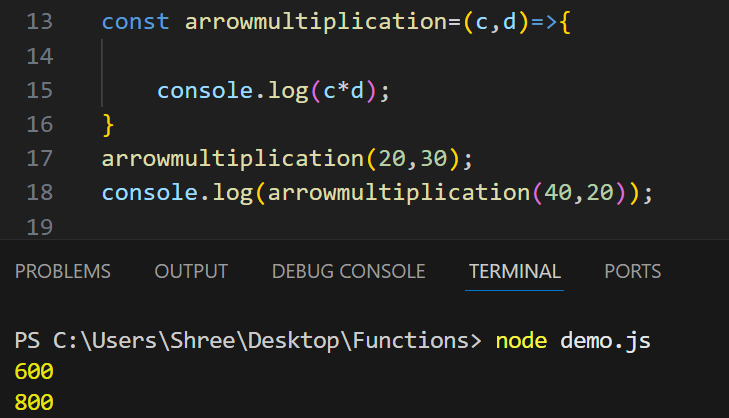 13 const arrowmultiplication=(c,d)=>{
14
15 console.log(c*d);
16 }
17 arrowmultiplication(20,30);
18 console.log(arrowmultiplication(40,20));
19
PROBLEMS OUTPUT DEBUG CONSOLE TERMINAL PORTS
PS C:\Users\Shree\Desktop\Functions> node demo.js
600
800